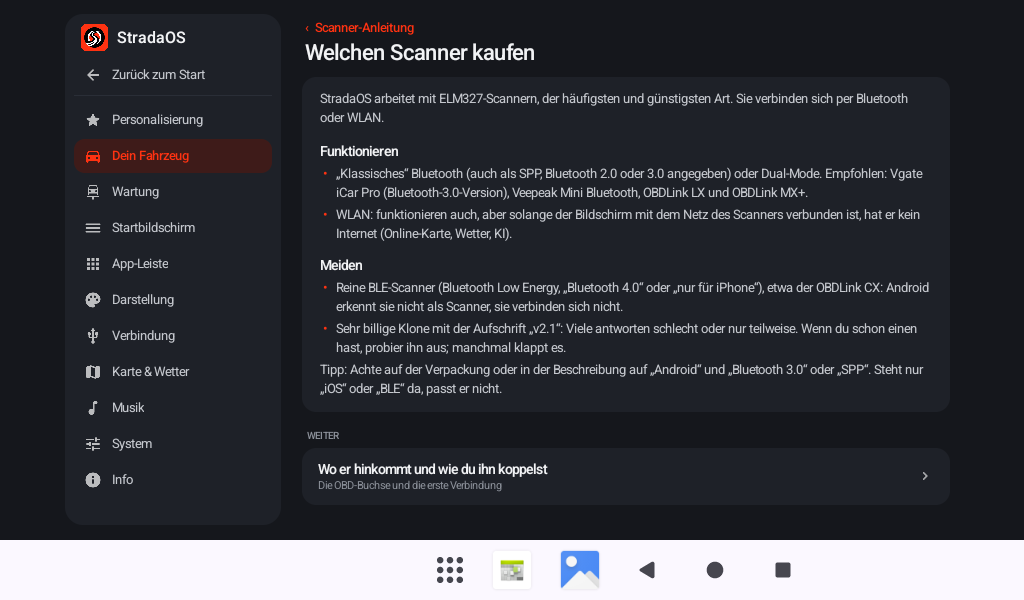 StradaOS
Zurück zum Start
Personalisierung
Dein Fahrzeug
Wartung
Startbildschirm
App-Leiste
Darstellung
Verbindung
Karte & Wetter
Musik
System
Info
‹ Scanner-Anleitung
Welchen Scanner kaufen
StradaOS arbeitet mit ELM327-Scannern, der häufigsten und günstigsten Art. Sie verbinden sich per Bluetooth
oder WLAN.
Funktionieren
• „Klassisches“ Bluetooth (auch als SPP, Bluetooth 2.0 oder 3.0 angegeben) oder Dual-Mode. Empfohlen: Vgate
iCar Pro (Bluetooth-3.0-Version), Veepeak Mini Bluetooth, OBDLink LX und OBDLink MX+.
• WLAN: funktionieren auch, aber solange der Bildschirm mit dem Netz des Scanners verbunden ist, hat er kein
Internet (Online-Karte, Wetter, KI).
Meiden
• Reine BLE-Scanner (Bluetooth Low Energy, „Bluetooth 4.0“ oder „nur für iPhone“), etwa der OBDLink CX: Android
erkennt sie nicht als Scanner, sie verbinden sich nicht.
• Sehr billige Klone mit der Aufschrift „v2.1“: Viele antworten schlecht oder nur teilweise. Wenn du schon einen
hast, probier ihn aus; manchmal klappt es.
Tipp: Achte auf der Verpackung oder in der Beschreibung auf „Android“ und „Bluetooth 3.0“ oder „SPP“. Steht nur
„iOS“ oder „BLE“ da, passt er nicht.
WEITER
Wo er hinkommt und wie du ihn koppelst
Die OBD-Buchse und die erste Verbindung